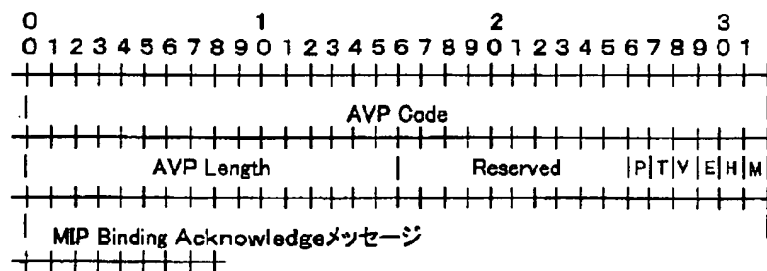 0 1 2 3
0 1 2 3 4 5 6 7 8 9 0 1 2 3 4 5 6 7 8 9 0 1 2 3 4 5 6 7 8 9 0 1
AVP Code
AVP Length Reserved P T V E H M
MIP Binding Acknowledgeメッセージ